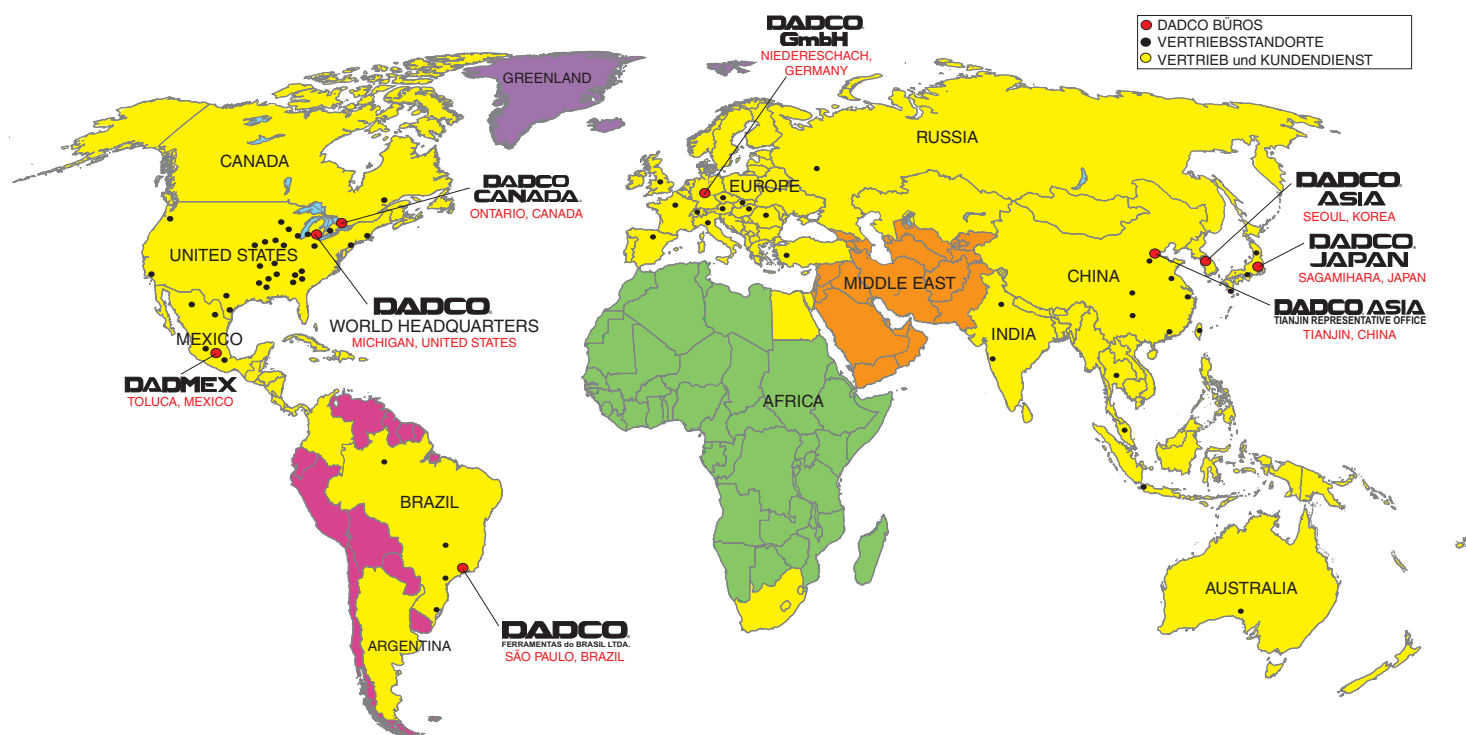 DADCO
GmbH
NIEDERESCHACH,
GERMANY
DADCO BÜROS
VERTRIEBSSTANDORTE
VERTRIEB und KUNDENDIENST
GREENLAND
RUSSIA
CANADA
EUROPE
DADCO
CANADA
ONTARIO, CANADA
DADCO
ASIA
SEOUL, KOREA
UNITED STATES
DADCO
JAPAN
SAGAMIHARA, JAPAN
CHINA
MIDDLE EAST
DADCO
WORLD HEADQUARTERS
MICHIGAN, UNITED STATES
DADCO ASIA
TIANJIN REPRESENTATIVE OFFICE
TIANJIN, CHINA
INDIA
MEXICO
DADMEX
TOLUCA, MEXICO
AFRICA
BRAZIL
AUSTRALIA
ARGENTINA
DADCO
FERRAMENTAS do BRASIL LTDA.
SÃO PAULO, BRAZIL